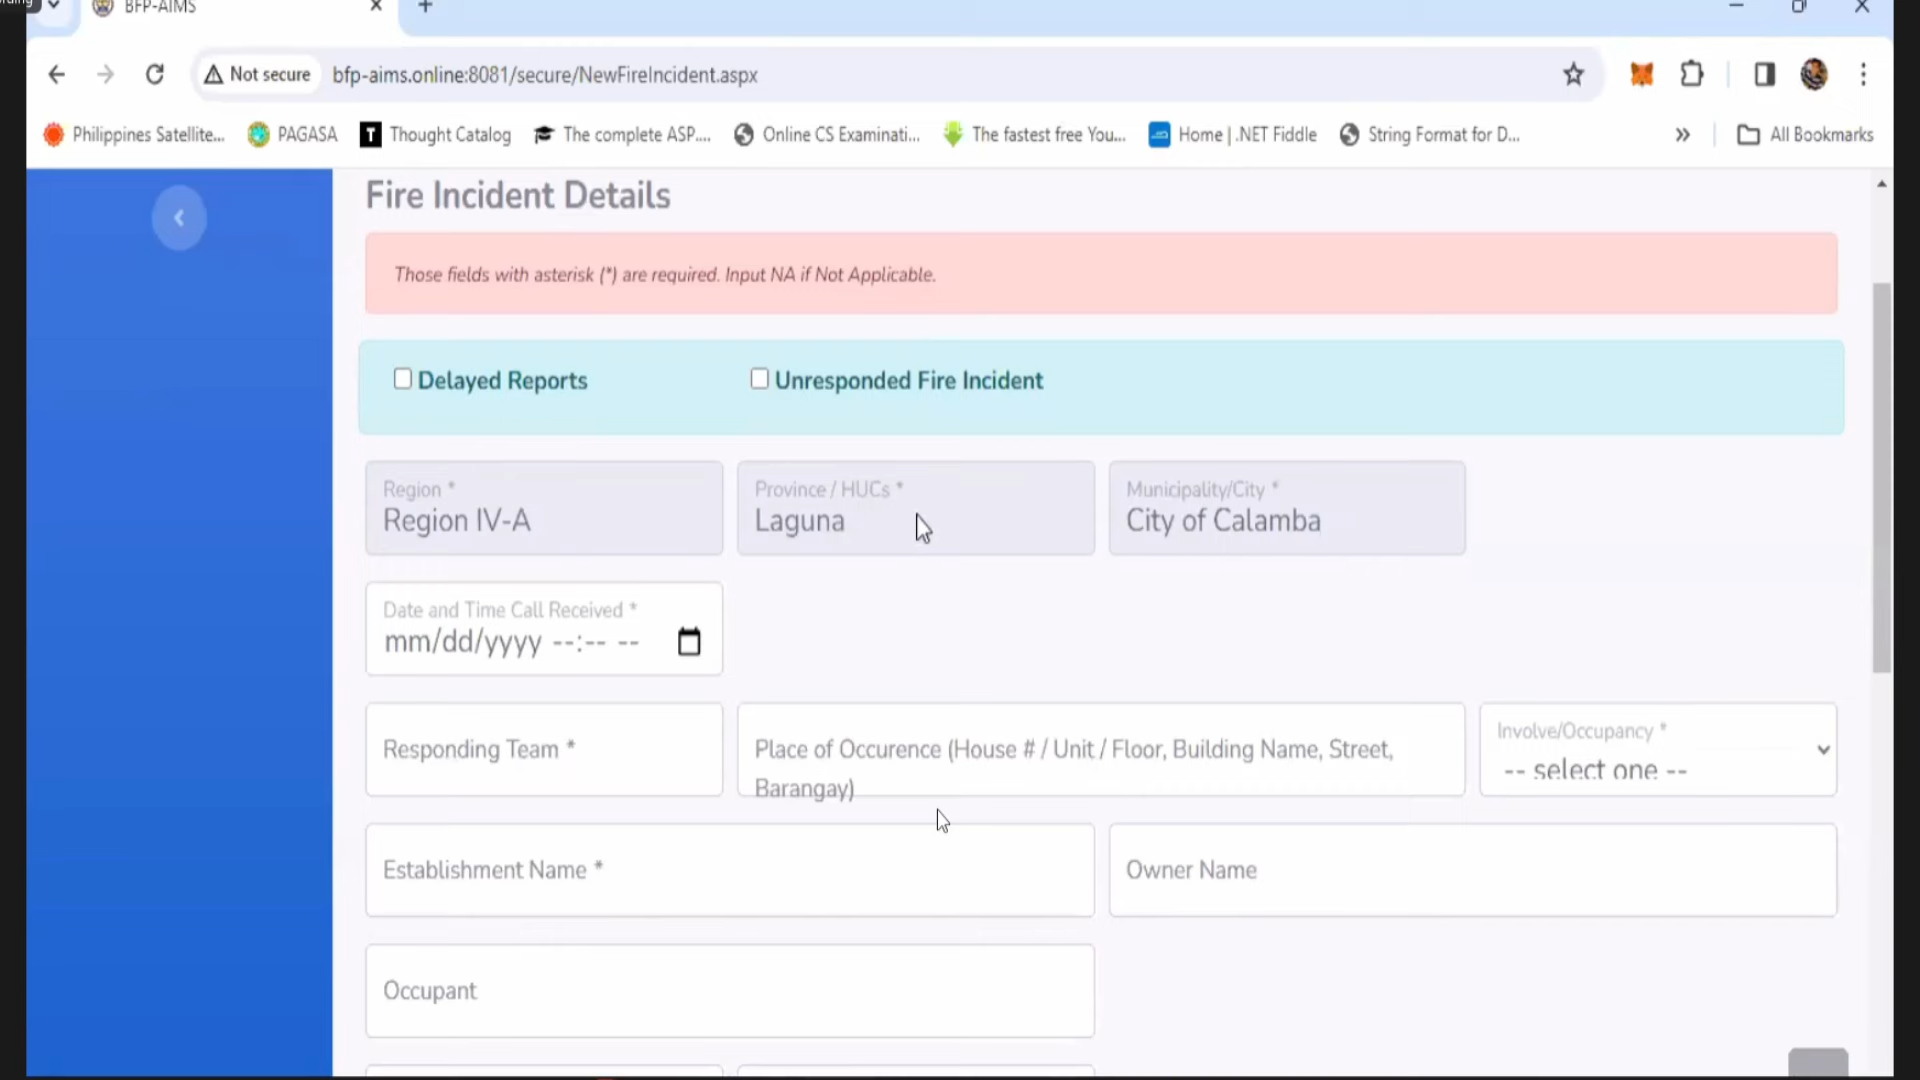 BFP-AIMS
Not secure
bfp-aims.online:8081/secure/NewFireIncident.aspx
Philippines Satellite...
PAGASA
T
Thought Catalog
The complete ASP....
Online CS Examinati...
The fastest free You...
Home | .NET Fiddle
String Format for D...
»
All Bookmarks
Fire Incident Details
Those fields with asterisk (*) are required. Input NA if Not Applicable.
Delayed Reports
Unresponded Fire Incident
Region *
Region IV-A
Province / HUCs *
Laguna
Municipality/City *
City of Calamba
Date and Time Call Received *
mm/dd/yyyy --:-- --
Responding Team *
Place of Occurence (House # / Unit / Floor, Building Name, Street,
Barangay)
Involve/Occupancy *
-- select one --
Establishment Name *
Owner Name
Occupant